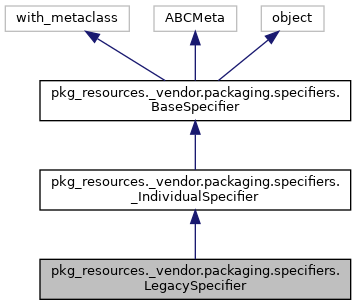 with_metaclass
ABCMeta
object
pkg_resources._vendor.packaging.specifiers.
BaseSpecifier
pkg_resources._vendor.packaging.specifiers.
_IndividualSpecifier
pkg_resources._vendor.packaging.specifiers.
LegacySpecifier